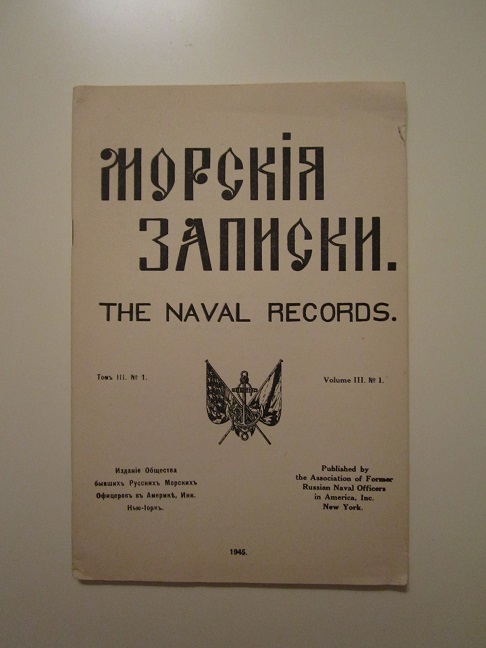 МОРСКІЯ
ЗАПИСКИ.
THE NAVAL RECORDS.
Томъ III. № 1.
Volume III. № 1.
Изданіе Общества
бывшихъ Русскихъ Морскихъ
Офицеровъ въ Америкѣ, Инк.
Нью-Іоркъ.
Published by
the Association of Former
Russian Naval Officers
in America, Inc.
New York.
1945.